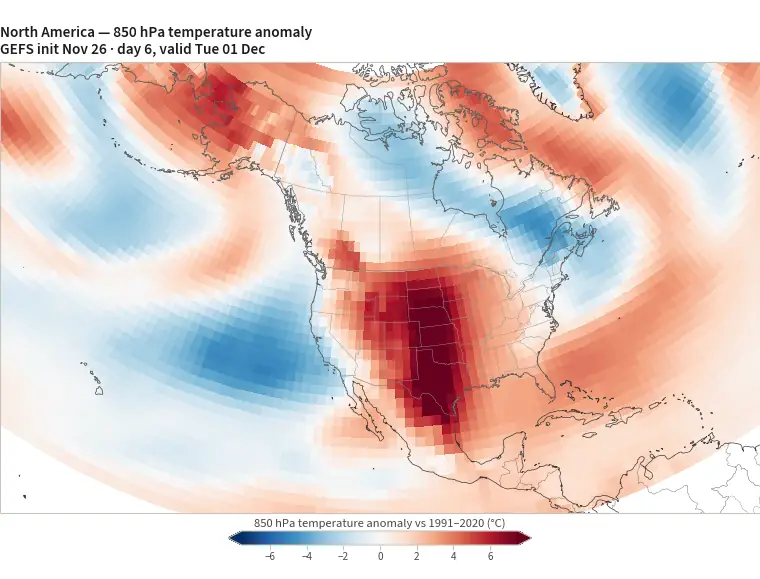 North America — 850 hPa temperature anomaly
GEFS init Nov 26 · day 6, valid Tue 01 Dec
850 hPa temperature anomaly vs 1991–2020 (°C)
−6 −4 −2 0 2 4 6